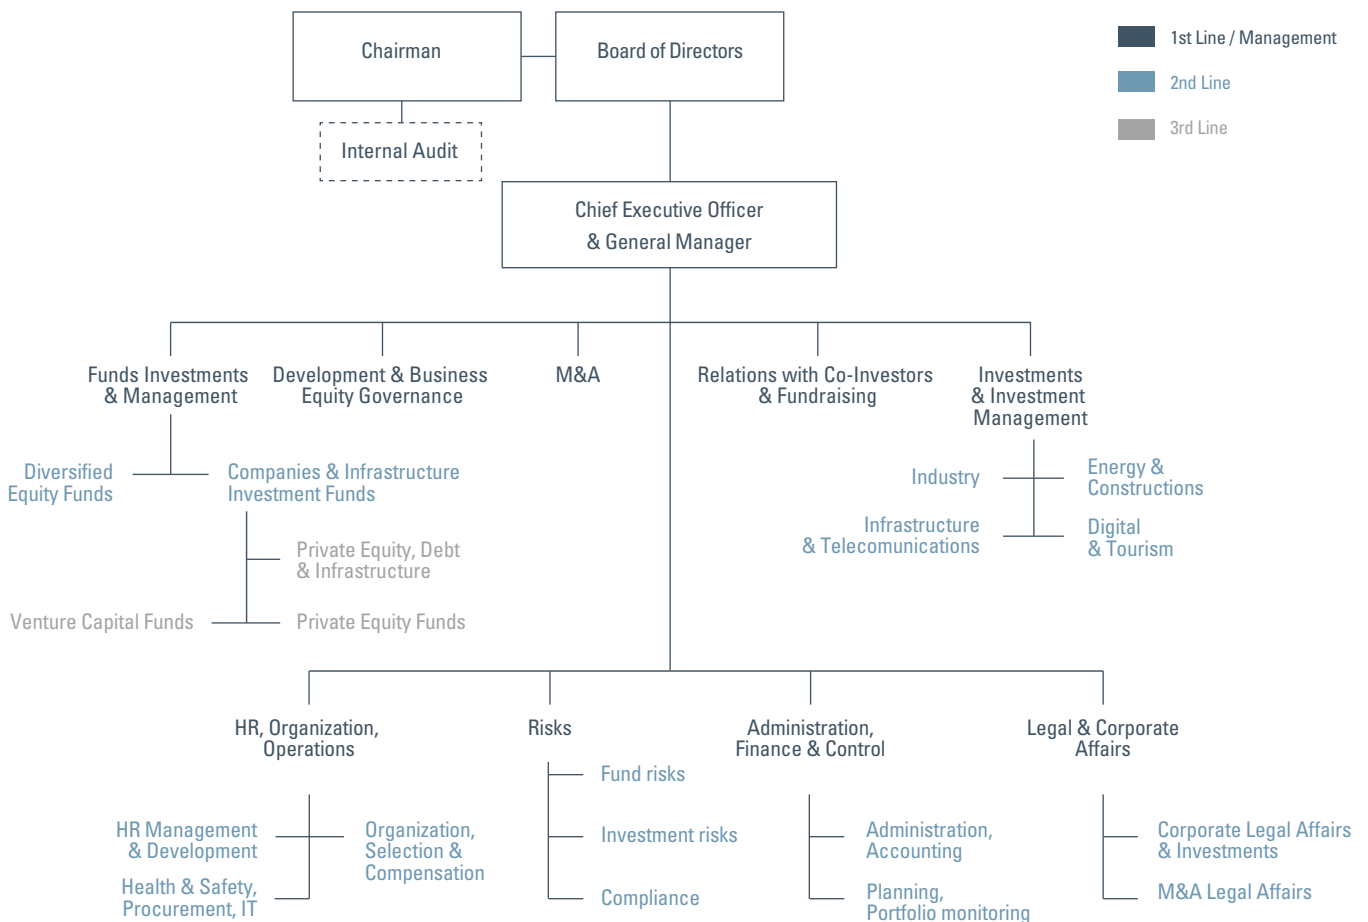 Chairman
Board of Directors
1st Line / Management
2nd Line
3rd Line
Internal Audit
Chief Executive Officer
& General Manager
Funds Investments
& Management
Development & Business
Equity Governance
M&A
Relations with Co-Investors
& Fundraising
Investments
& Investment
Management
Diversified
Equity Funds
Companies & Infrastructure
Investment Funds
Industry
Energy &
Constructions
Infrastructure
& Telecomunications
Digital
& Tourism
Private Equity, Debt
& Infrastructure
Venture Capital Funds
Private Equity Funds
HR, Organization,
Operations
Risks
Administration,
Finance & Control
Legal & Corporate
Affairs
HR Management
& Development
Organization,
Selection &
Compensation
Health & Safety,
Procurement, IT
Fund risks
Investment risks
Compliance
Administration,
Accounting
Planning,
Portfolio monitoring
Corporate Legal Affairs
& Investments
M&A Legal Affairs